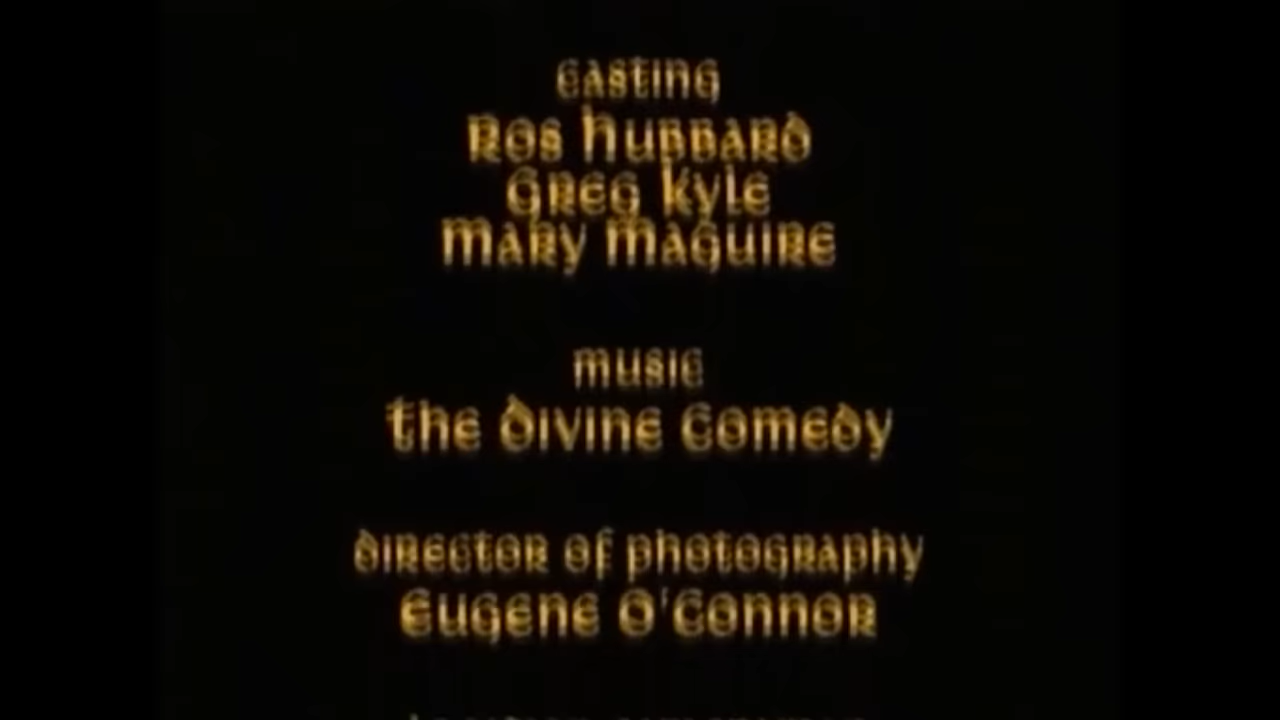 casting
Ros Hubbard
Greg Kyle
Mary Maguire
music
The Divine Comedy
director of photography
Eugene O'Connor